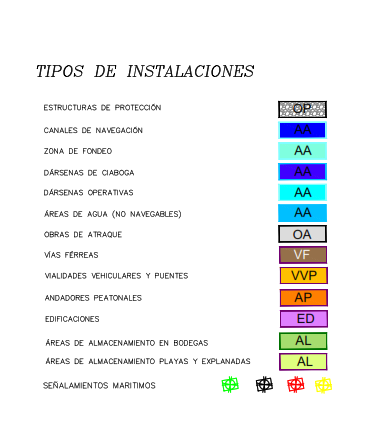 TIPOS DE INSTALACIONES
ESTRUCTURAS DE PROTECCIÓN OP
CANALES DE NAVEGACIÓN AA
ZONA DE FONDEO AA
DÁRSENAS DE CIABOGA AA
DÁRSENAS OPERATIVAS AA
ÁREAS DE AGUA (NO NAVEGABLES) AA
OBRAS DE ATRAQUE OA
VÍAS FÉRREAS VF
VIALIDADES VEHICULARES Y PUENTES VVP
ANDADORES PEATONALES AP
EDIFICACIONES ED
ÁREAS DE ALMACENAMIENTO EN BODEGAS AL
ÁREAS DE ALMACENAMIENTO PLAYAS Y EXPLANADAS AL
SEÑALAMIENTOS MARITIMOS